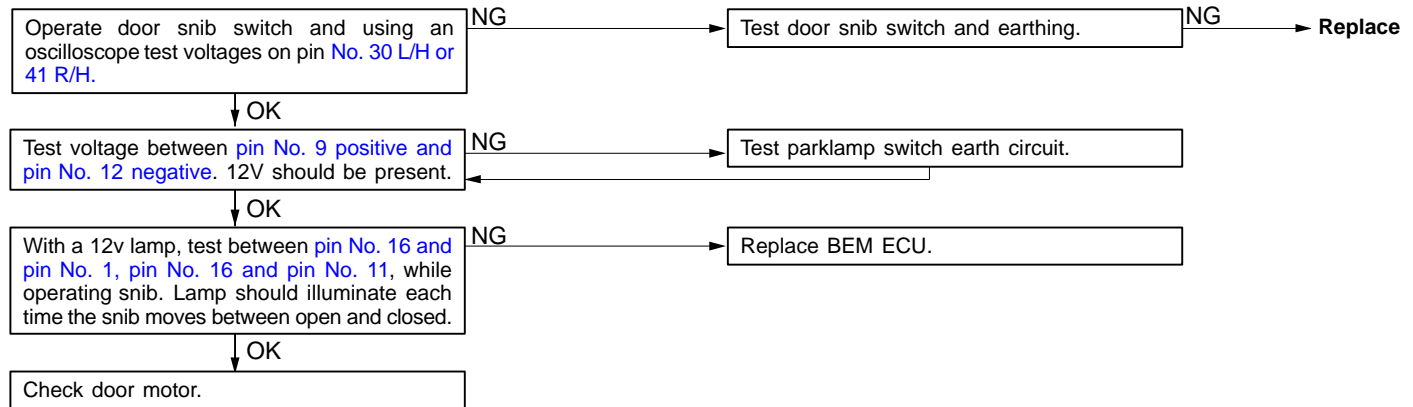 Operate door snib switch and using an
oscilloscope test voltages on pin No. 30 L/H or
41 R/H.
NG
Test door snib switch and earthing.
NG
Replace
OK
Test voltage between pin No. 9 positive and
pin No. 12 negative. 12V should be present.
NG
Test parklamp switch earth circuit.
OK
With a 12v lamp, test between pin No. 16 and
pin No. 1, pin No. 16 and pin No. 11, while
operating snib. Lamp should illuminate each
time the snib moves between open and closed.
NG
Replace BEM ECU.
OK
Check door motor.